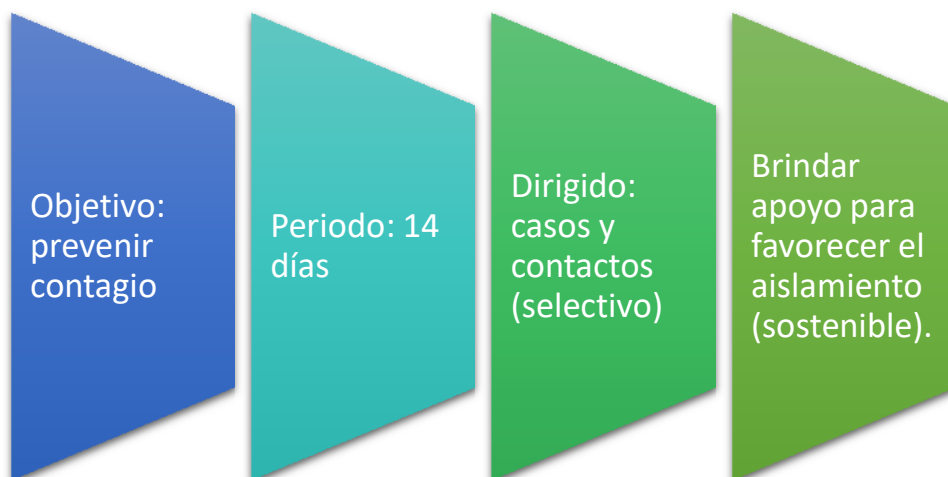 Objetivo:
prevenir
contagio
Periodo: 14
días
Dirigido:
casos y
contactos
(selectivo)
Brindar
apoyo para
favorecer el
aislamiento
(sostenible).